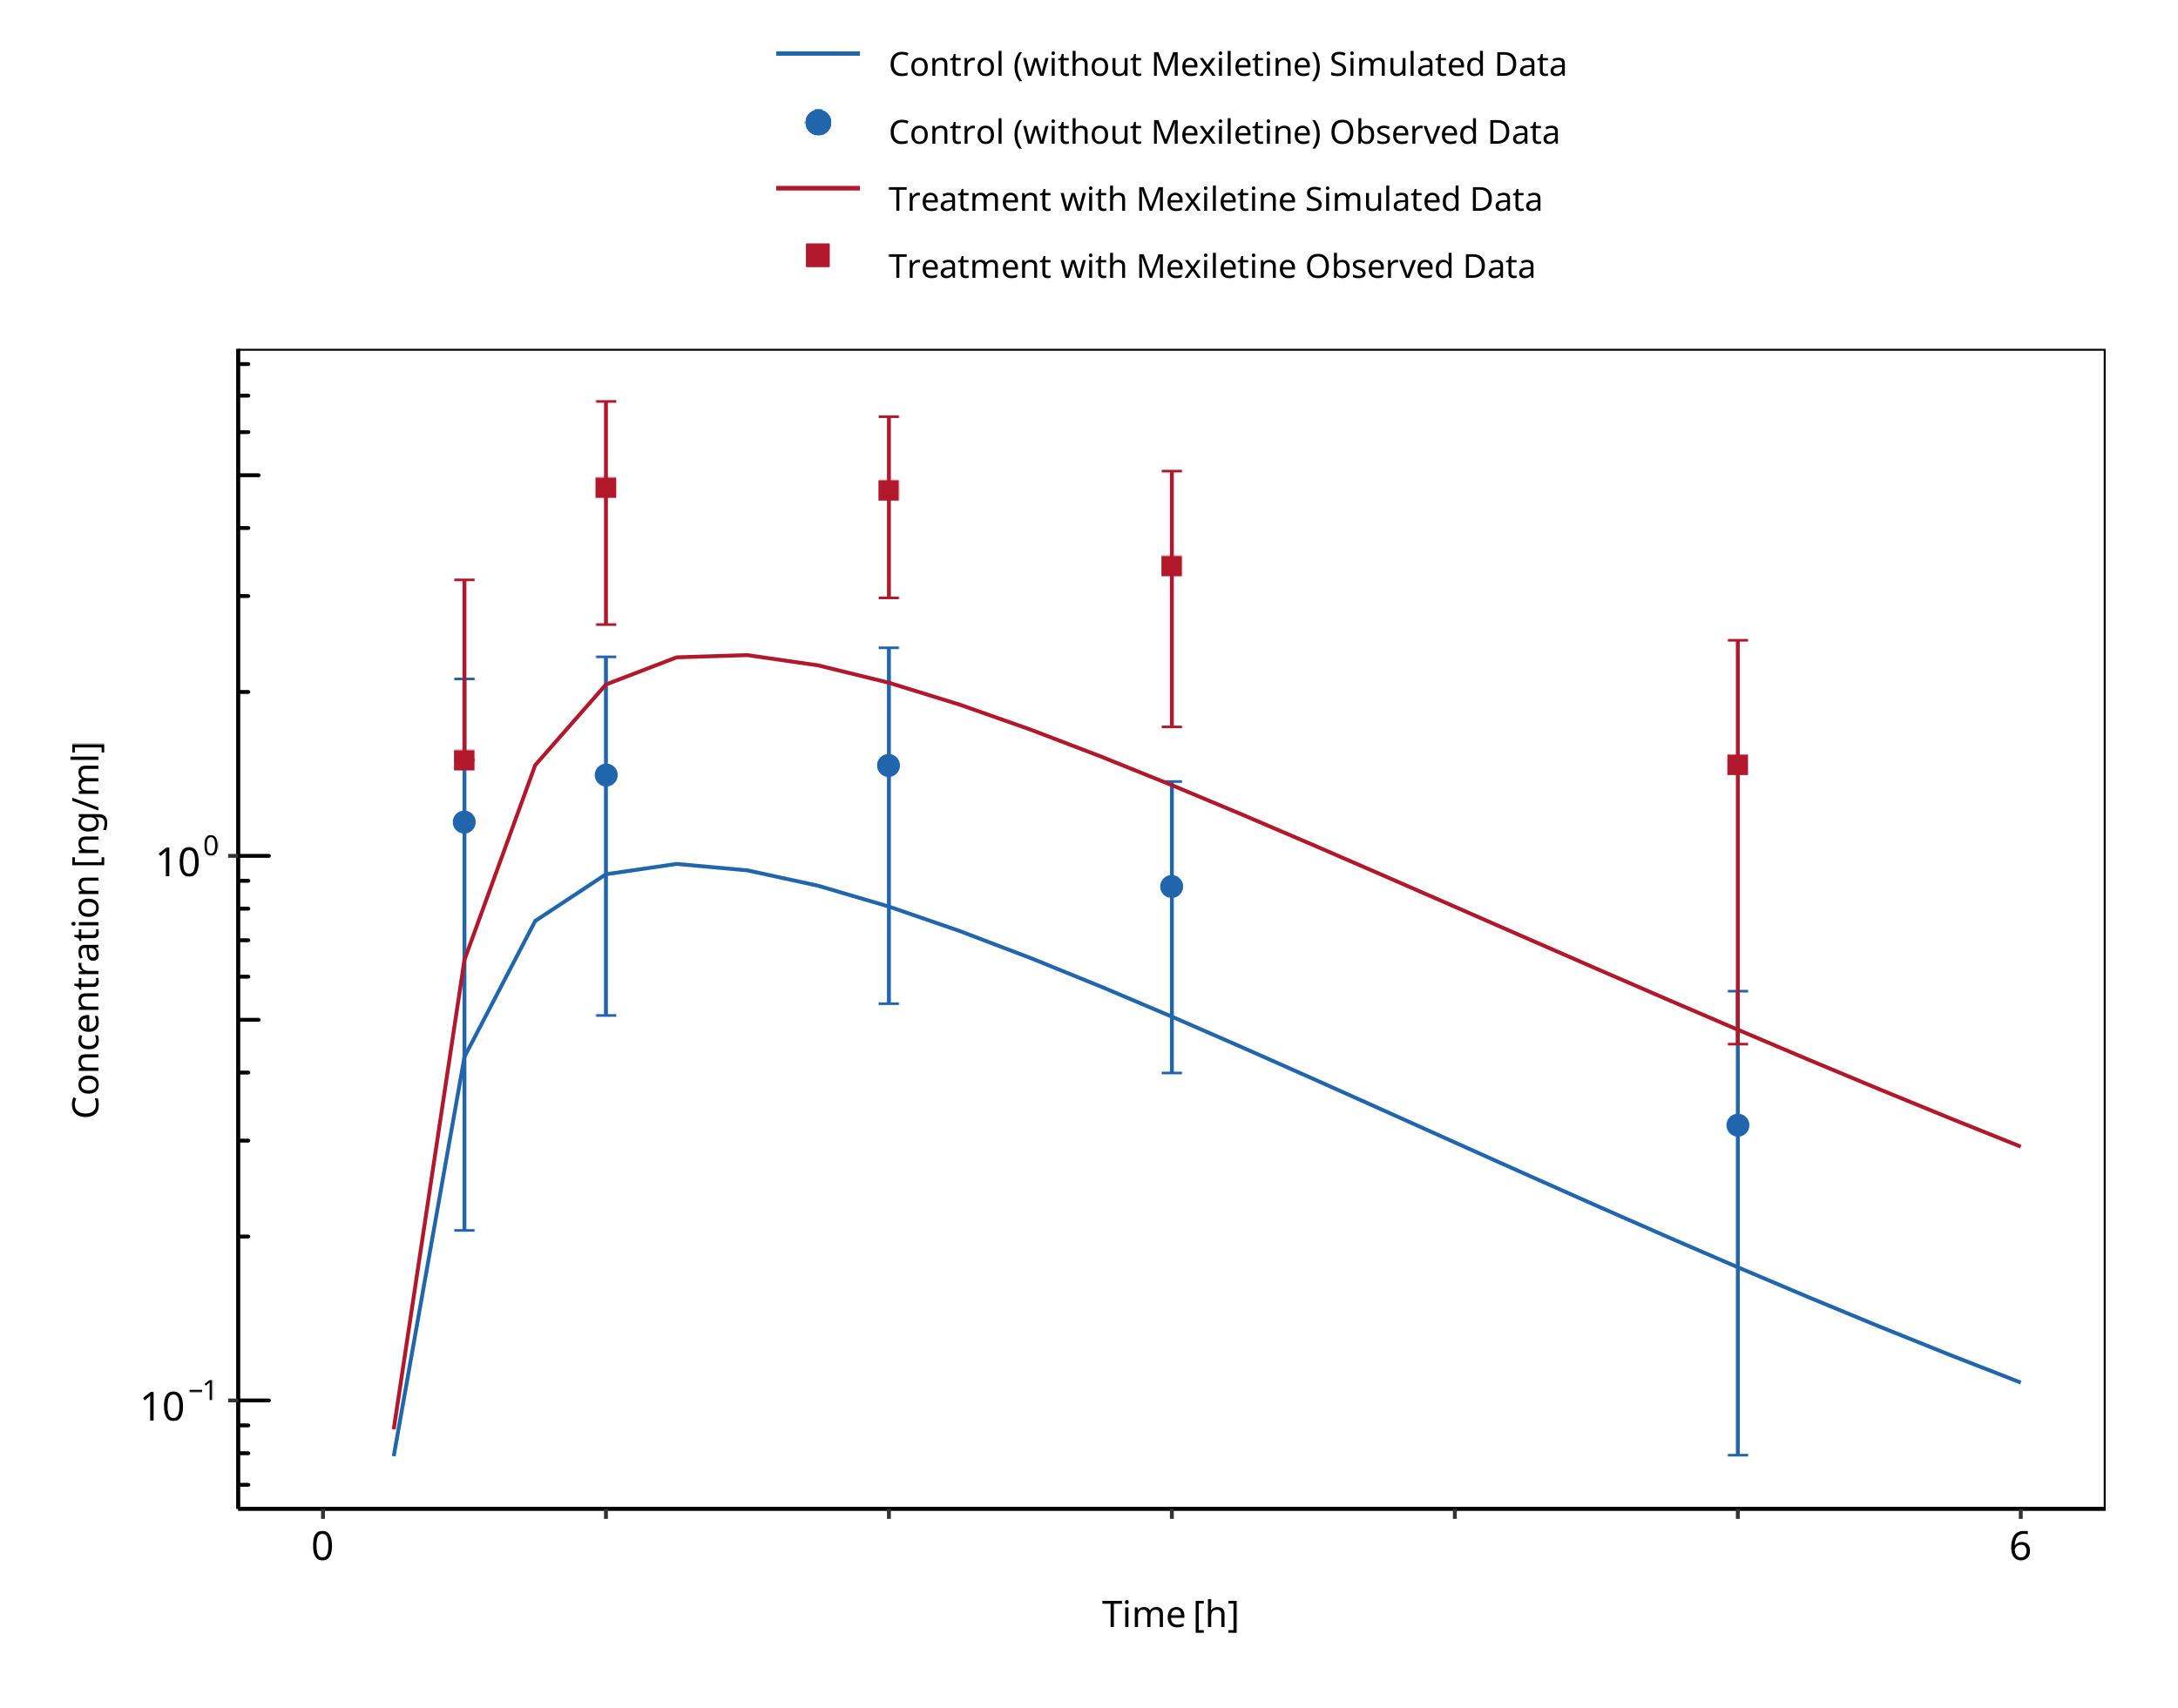 Control (without Mexiletine) Simulated Data
Control (without Mexiletine) Observed Data
Treatment with Mexiletine Simulated Data
Treatment with Mexiletine Observed Data
Concentration [ng/ml]
10⁰
10⁻¹
0 6
Time [h]